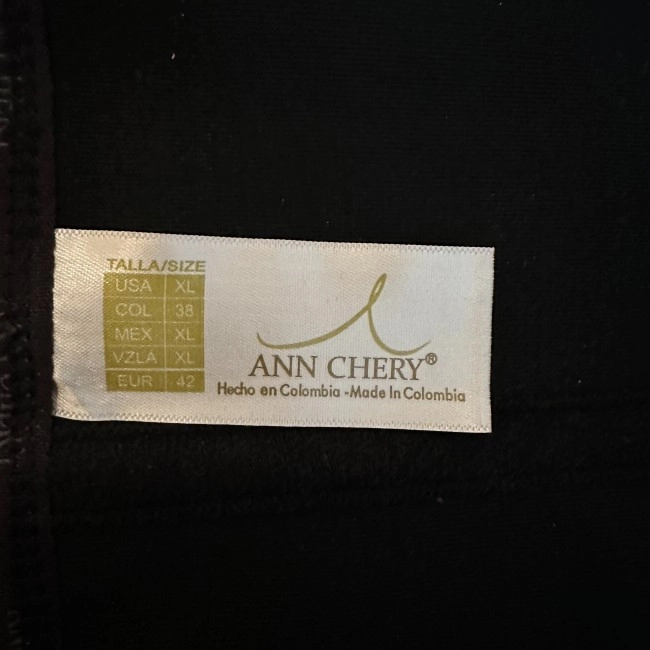 TALLA/SIZE
USA XL
COL 38
MEX XL
VZLA XL
EUR 42
ANN CHERY®
Hecho en Colombia -Made In Colombia